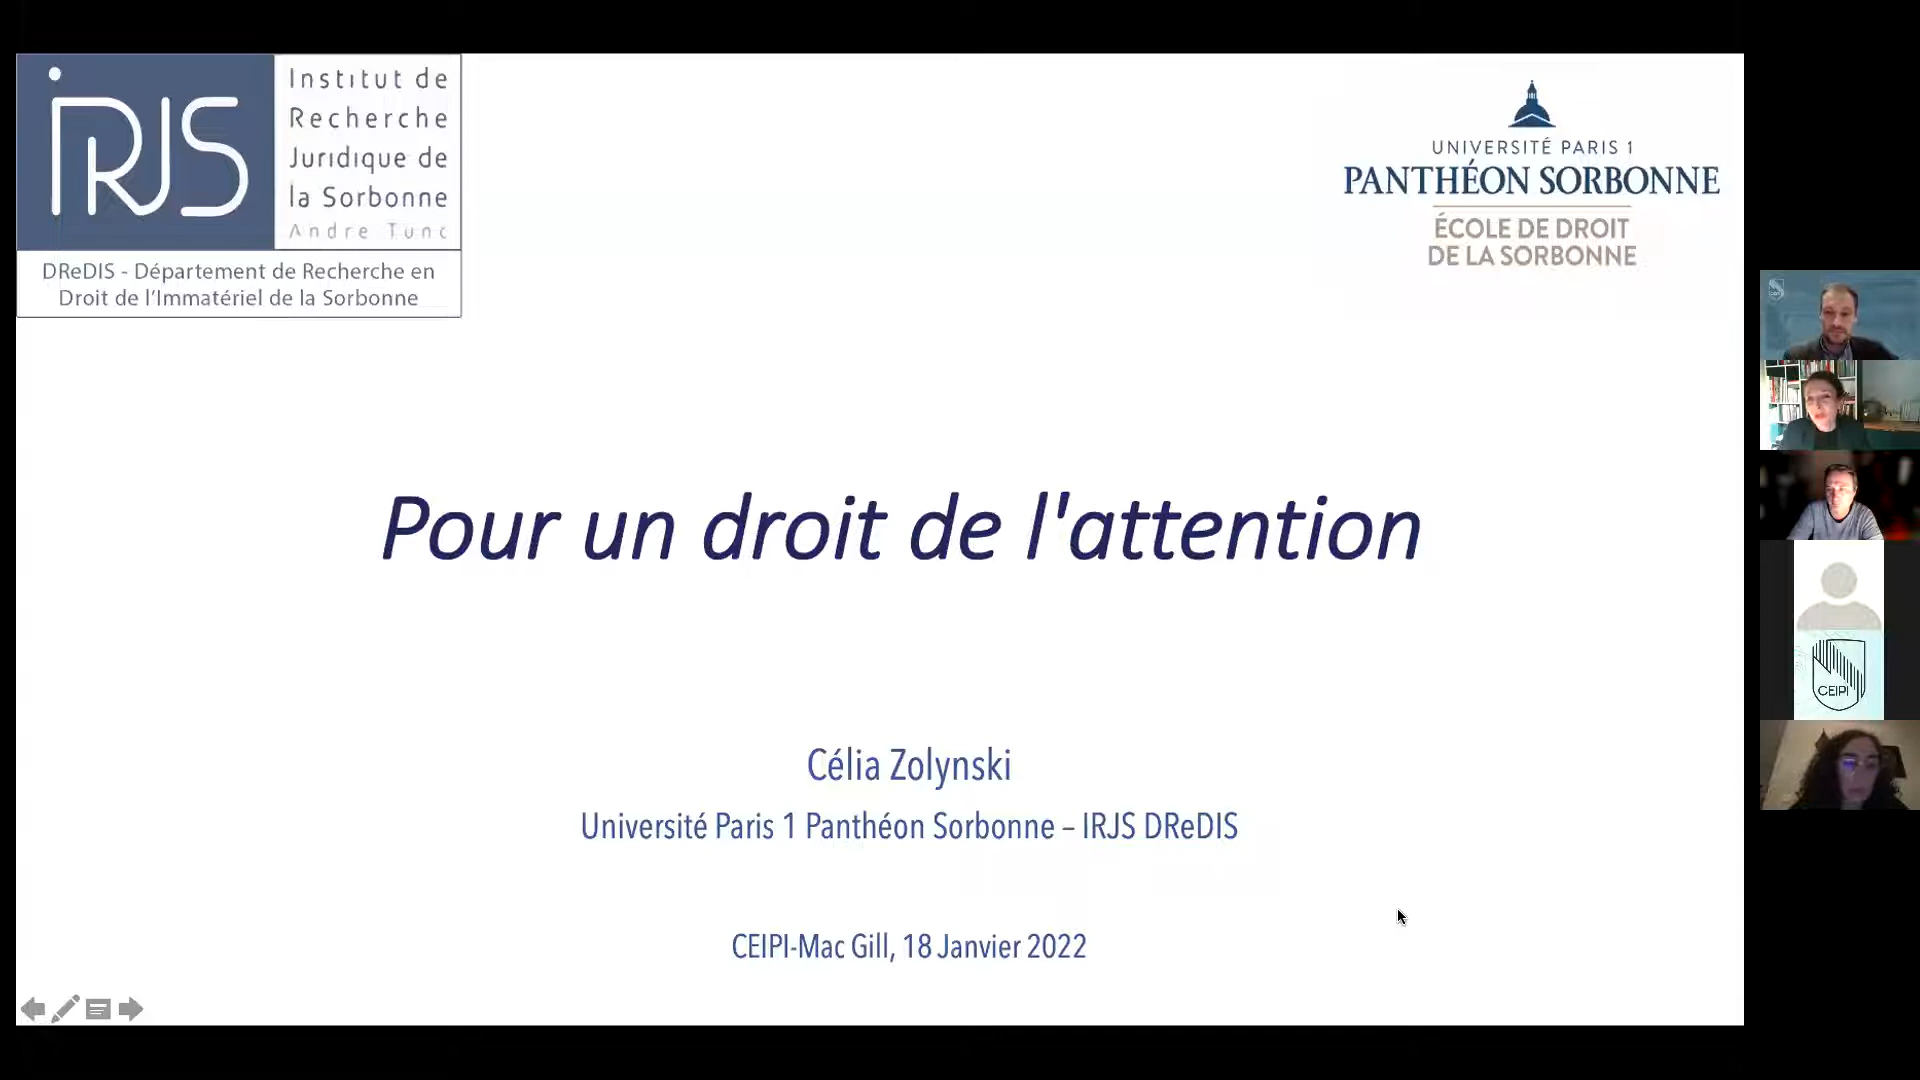 IRJS
Institut de
Recherche
Juridique de
la Sorbonne
Andre Tunc
DReDIS - Département de Recherche en
Droit de l'Immatériel de la Sorbonne
UNIVERSITÉ PARIS 1
PANTHÉON SORBONNE
ÉCOLE DE DROIT
DE LA SORBONNE
Pour un droit de l'attention
Célia Zolynski
Université Paris 1 Panthéon Sorbonne – IRJS DReDIS
CEIPI-Mac Gill, 18 Janvier 2022
CEIPI